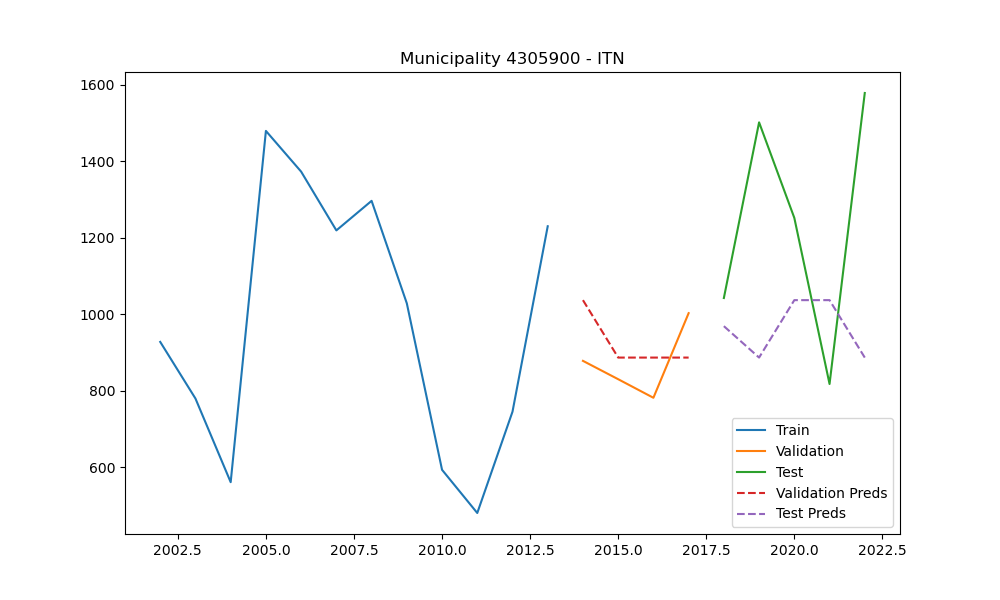 Municipality 4305900 - ITN
1600
1400
1200
1000
800
600
2002.5 2005.0 2007.5 2010.0 2012.5 2015.0 2017.5 2020.0 2022.5
Train
Validation
Test
Validation Preds
Test Preds